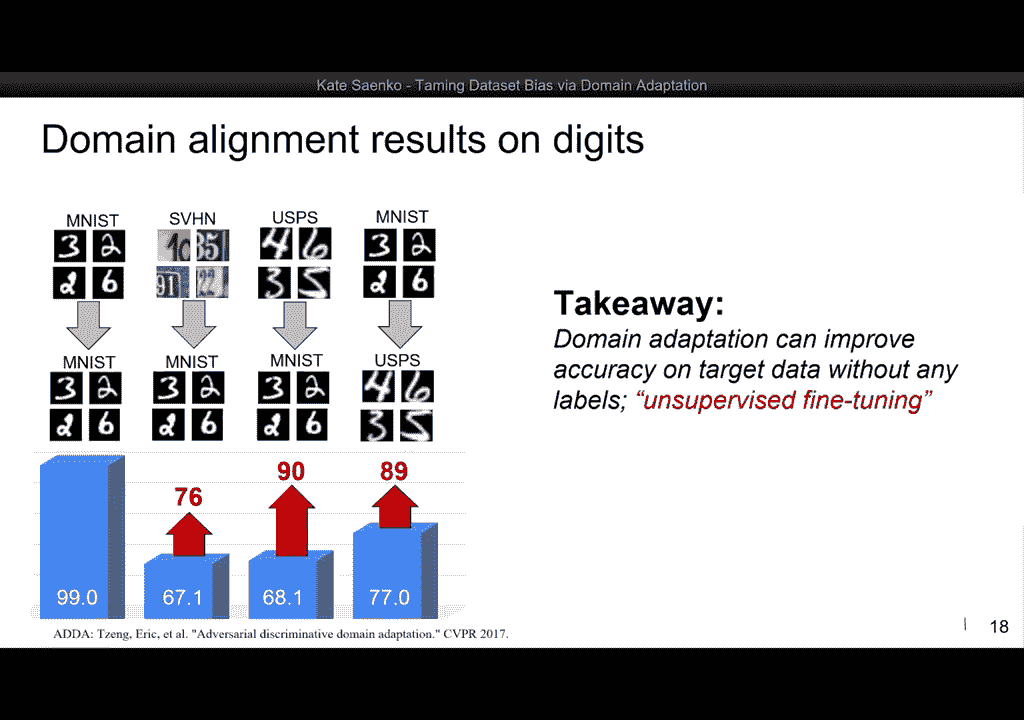 Kate Saenko - Taming Dataset Bias via Domain Adaptation
Domain alignment results on digits
MNIST SVHN USPS MNIST
MNIST MNIST MNIST USPS
76 90 89
99.0 67.1 68.1 77.0
Takeaway:
Domain adaptation can improve
accuracy on target data without any
labels; “unsupervised fine-tuning”
ADDA: Tzeng, Eric, et al. "Adversarial discriminative domain adaptation." CVPR 2017.
18